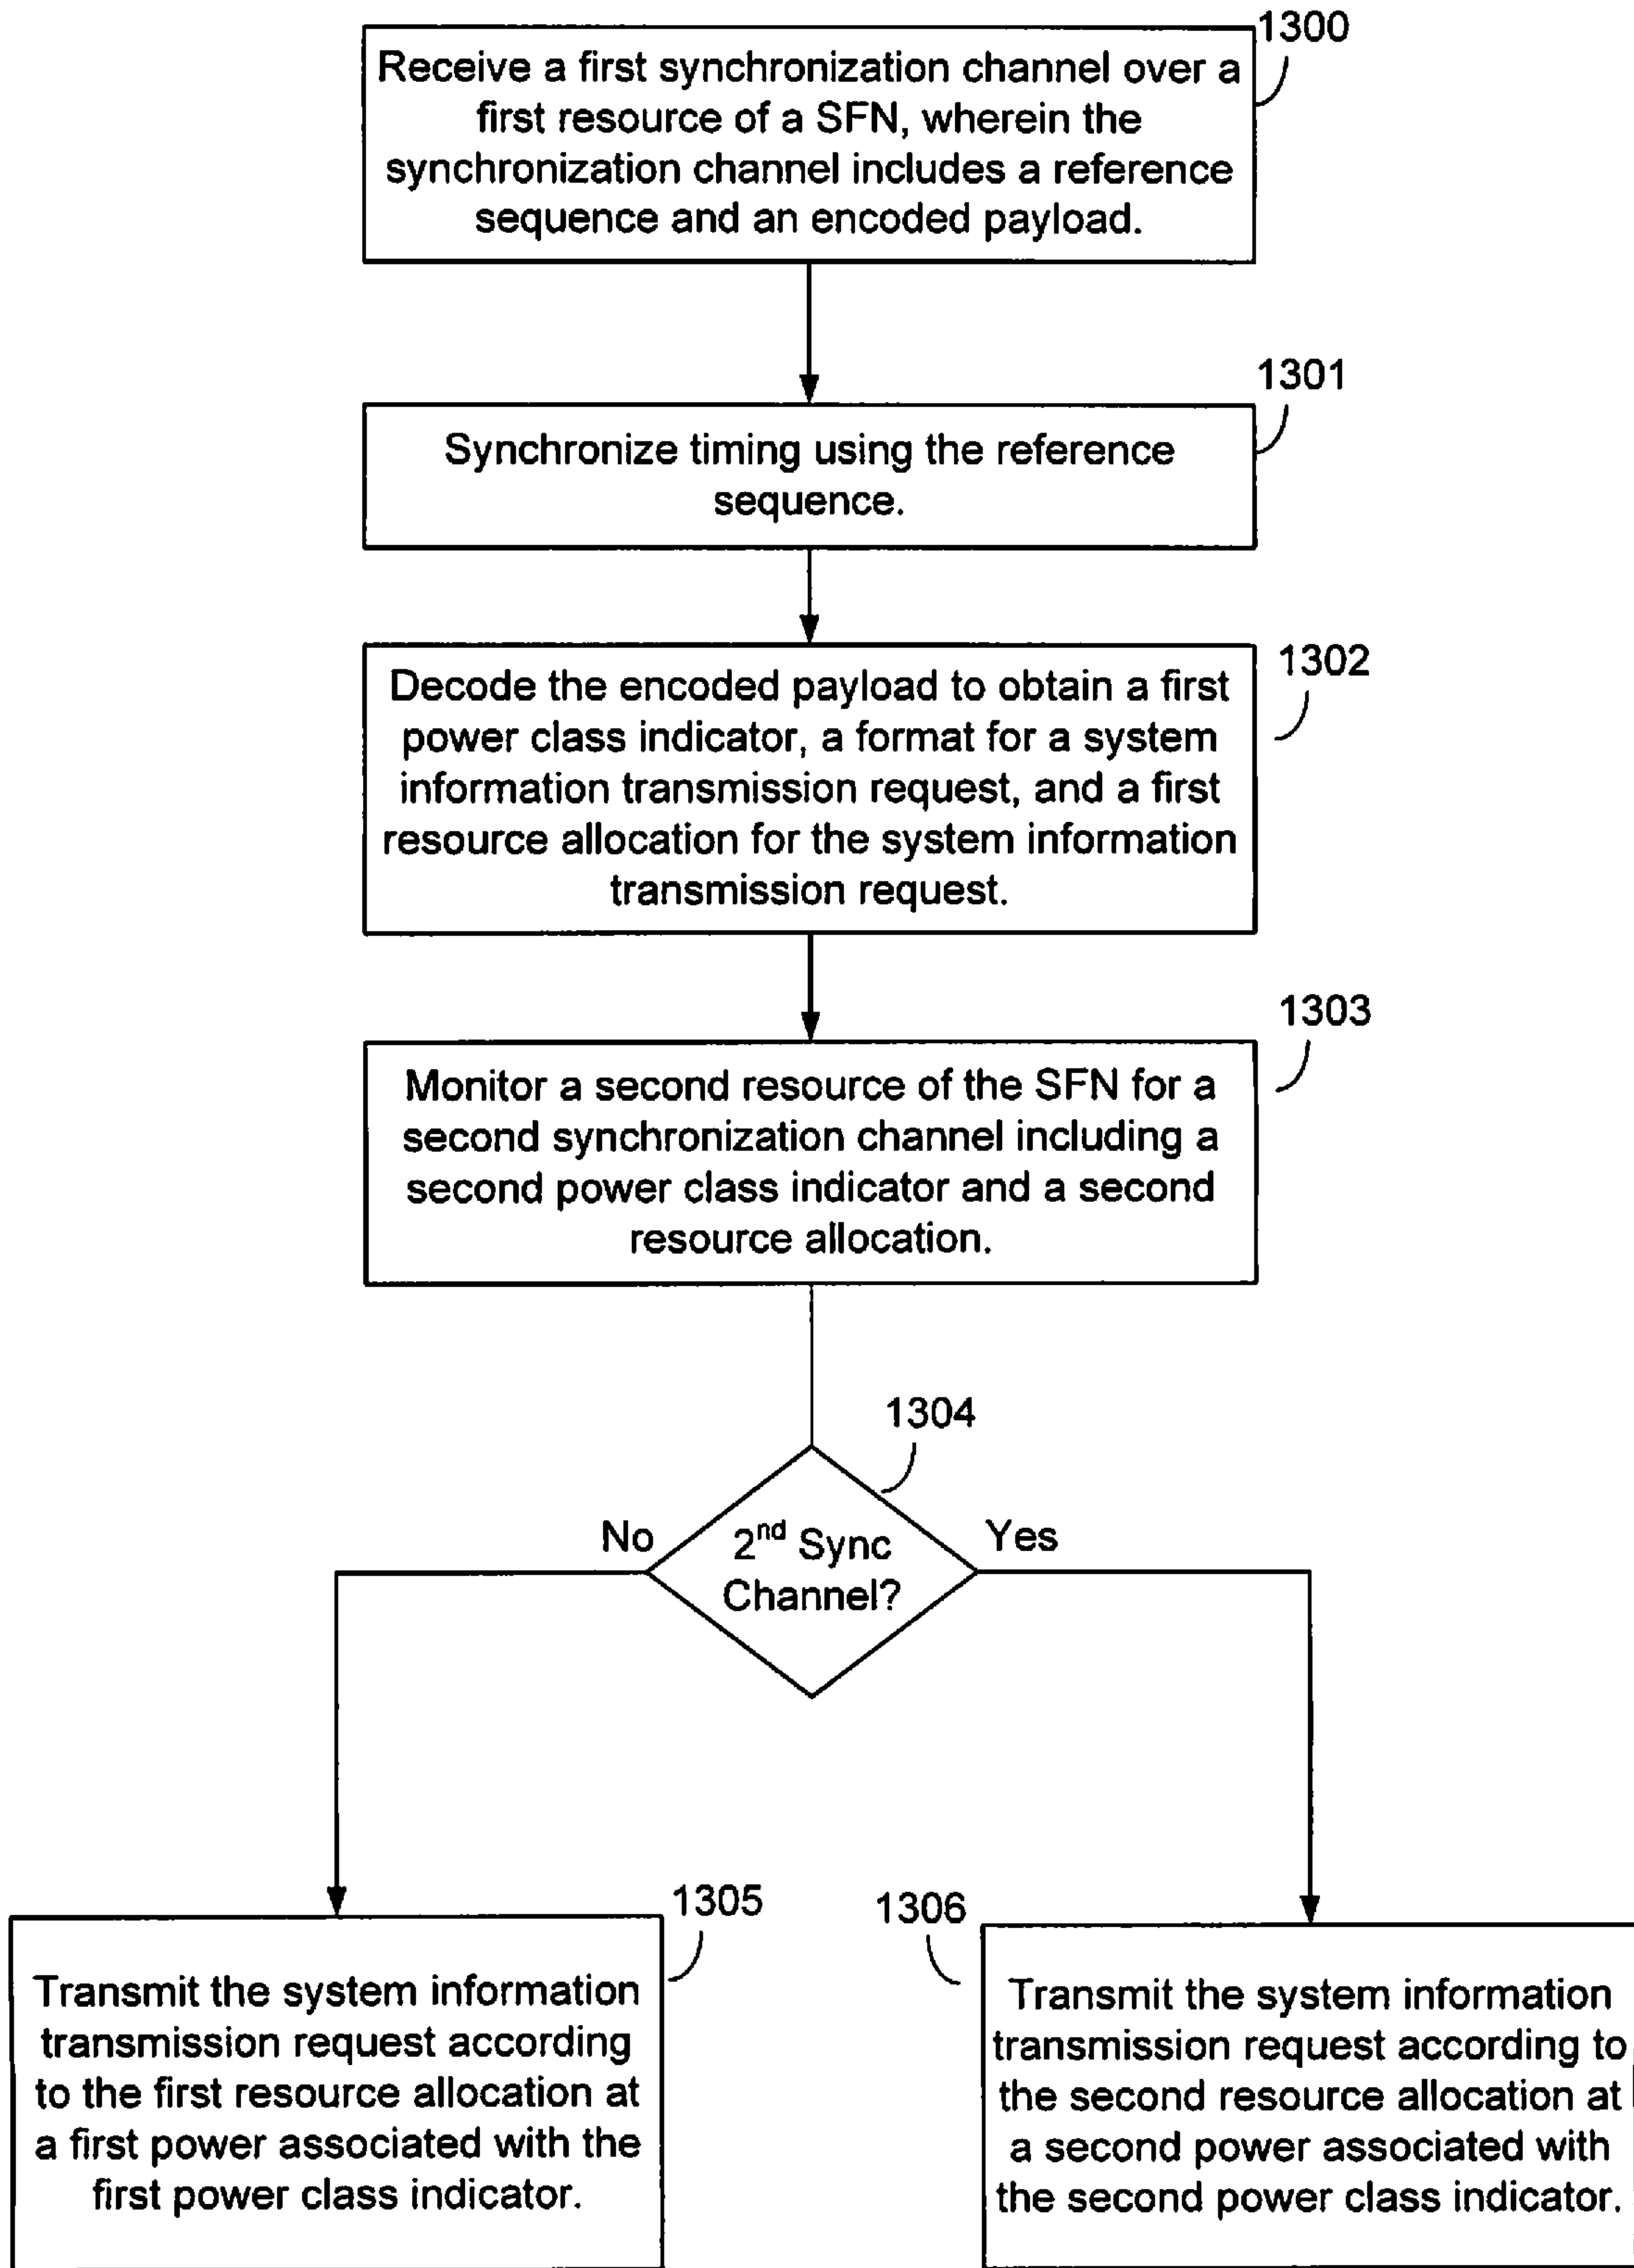 1300
Receive a first synchronization channel over a
first resource of a SFN, wherein the
synchronization channel includes a reference
sequence and an encoded payload.
1301
Synchronize timing using the reference
sequence.
1302
Decode the encoded payload to obtain a first
power class indicator, a format for a system
information transmission request, and a first
resource allocation for the system information
transmission request.
1303
Monitor a second resource of the SFN for a
second synchronization channel including a
second power class indicator and a second
resource allocation.
1304
No
2nd Sync
Channel?
Yes
1305
Transmit the system information
transmission request according
to the first resource allocation at
a first power associated with the
first power class indicator.
1306
Transmit the system information
transmission request according to
the second resource allocation at
a second power associated with
the second power class indicator.